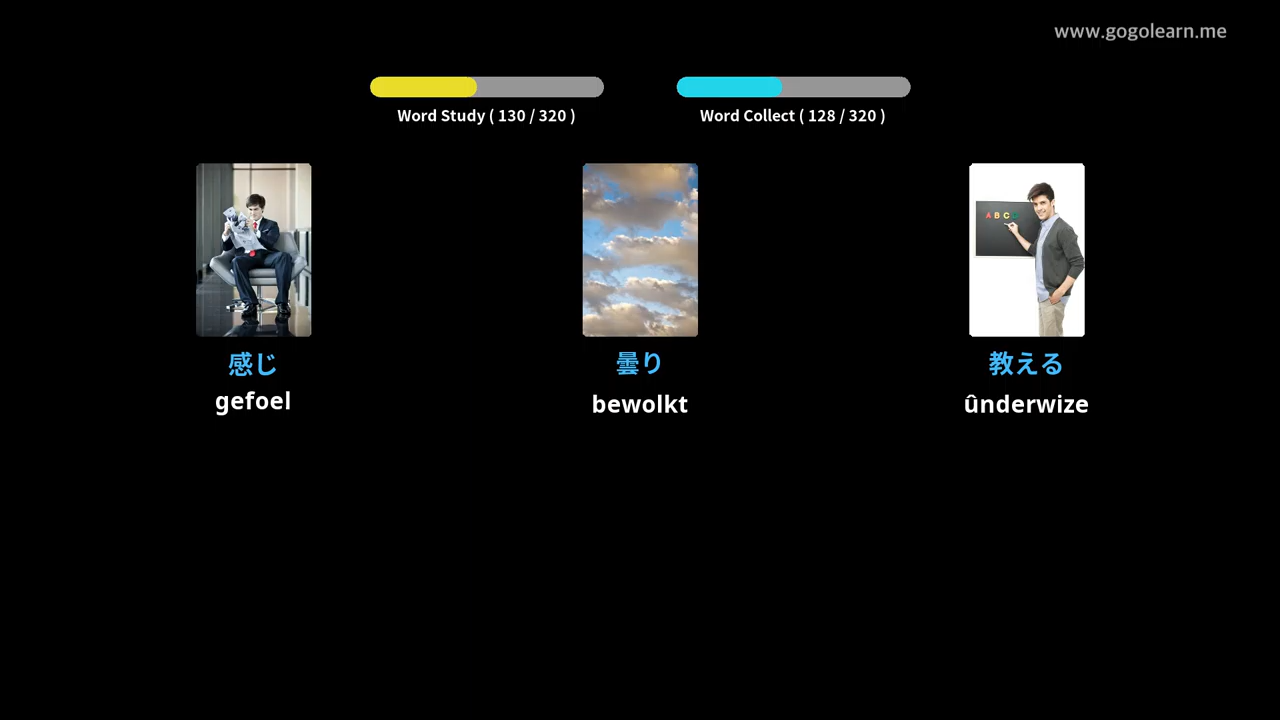 www.gogolearn.me
Word Study ( 130 / 320 )
Word Collect ( 128 / 320 )
A B C C
感じ
曇り
教える
gefoel
bewolkt
ûnderwize